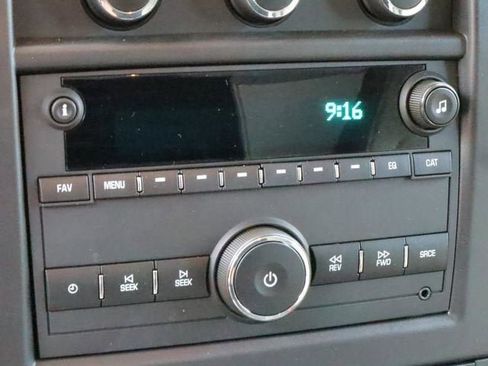 9:16
FAV MENU EQ CAT
SEEK SEEK REV FWD SRCE